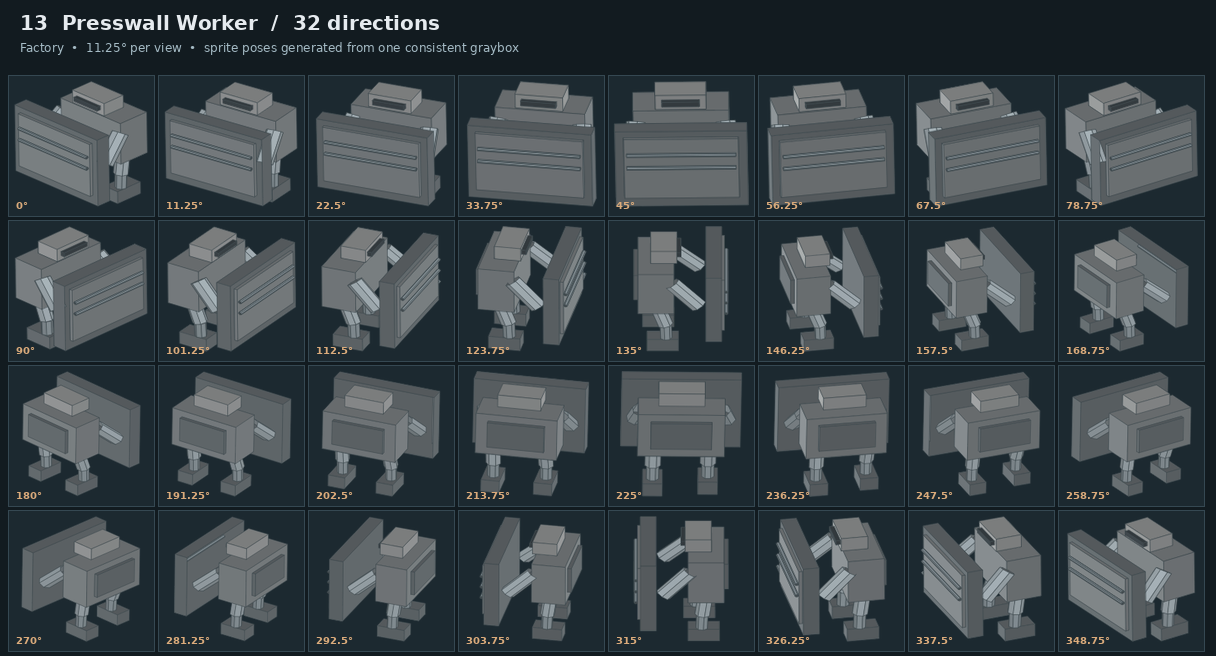 13 Presswall Worker / 32 directions
Factory • 11.25° per view • sprite poses generated from one consistent graybox
0° 11.25° 22.5° 33.75° 45° 56.25° 67.5° 78.75°
90° 101.25° 112.5° 123.75° 135° 146.25° 157.5° 168.75°
180° 191.25° 202.5° 213.75° 225° 236.25° 247.5° 258.75°
270° 281.25° 292.5° 303.75° 315° 326.25° 337.5° 348.75°